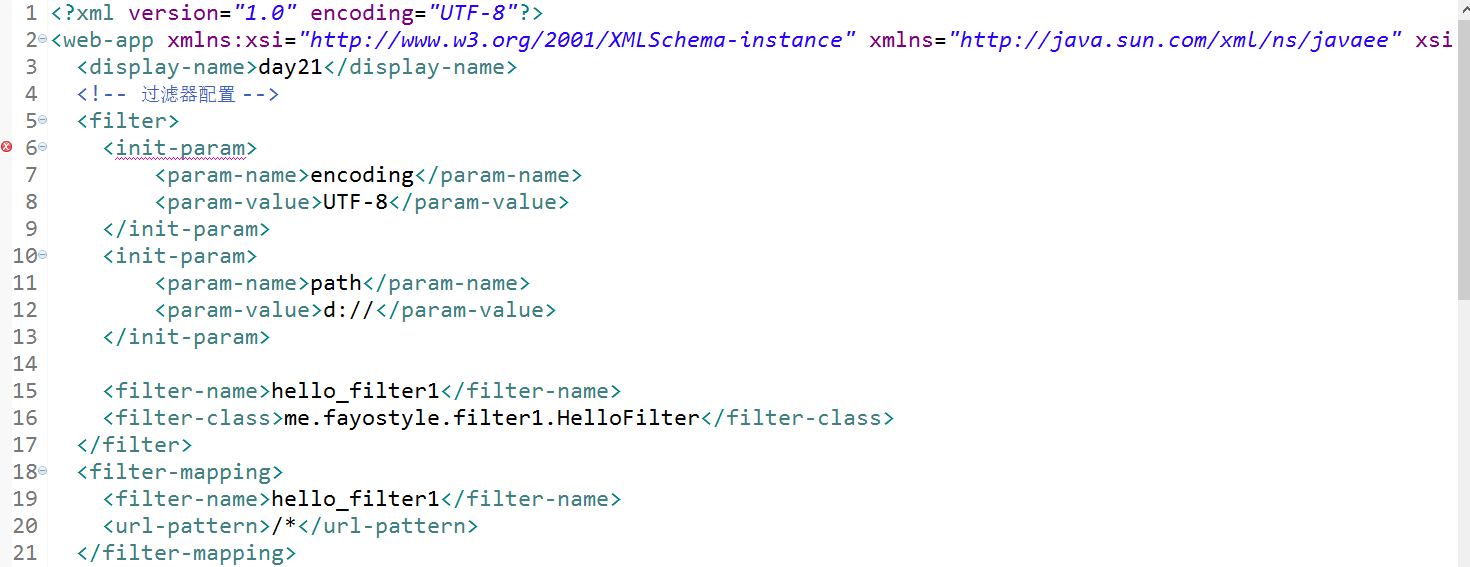 1 <?xml version="1.0" encoding="UTF-8"?>
2 <web-app xmlns:xsi="http://www.w3.org/2001/XMLSchema-instance" xmlns="http://java.sun.com/xml/ns/javaee" xsi
3 <display-name>day21</display-name>
4 <!-- 过滤器配置 -->
5 <filter>
6 <init-param>
7 <param-name>encoding</param-name>
8 <param-value>UTF-8</param-value>
9 </init-param>
10 <init-param>
11 <param-name>path</param-name>
12 <param-value>d://</param-value>
13 </init-param>
14
15 <filter-name>hello_filter1</filter-name>
16 <filter-class>me.fayostyle.filter1.HelloFilter</filter-class>
17 </filter>
18 <filter-mapping>
19 <filter-name>hello_filter1</filter-name>
20 <url-pattern>/*</url-pattern>
21 </filter-mapping>